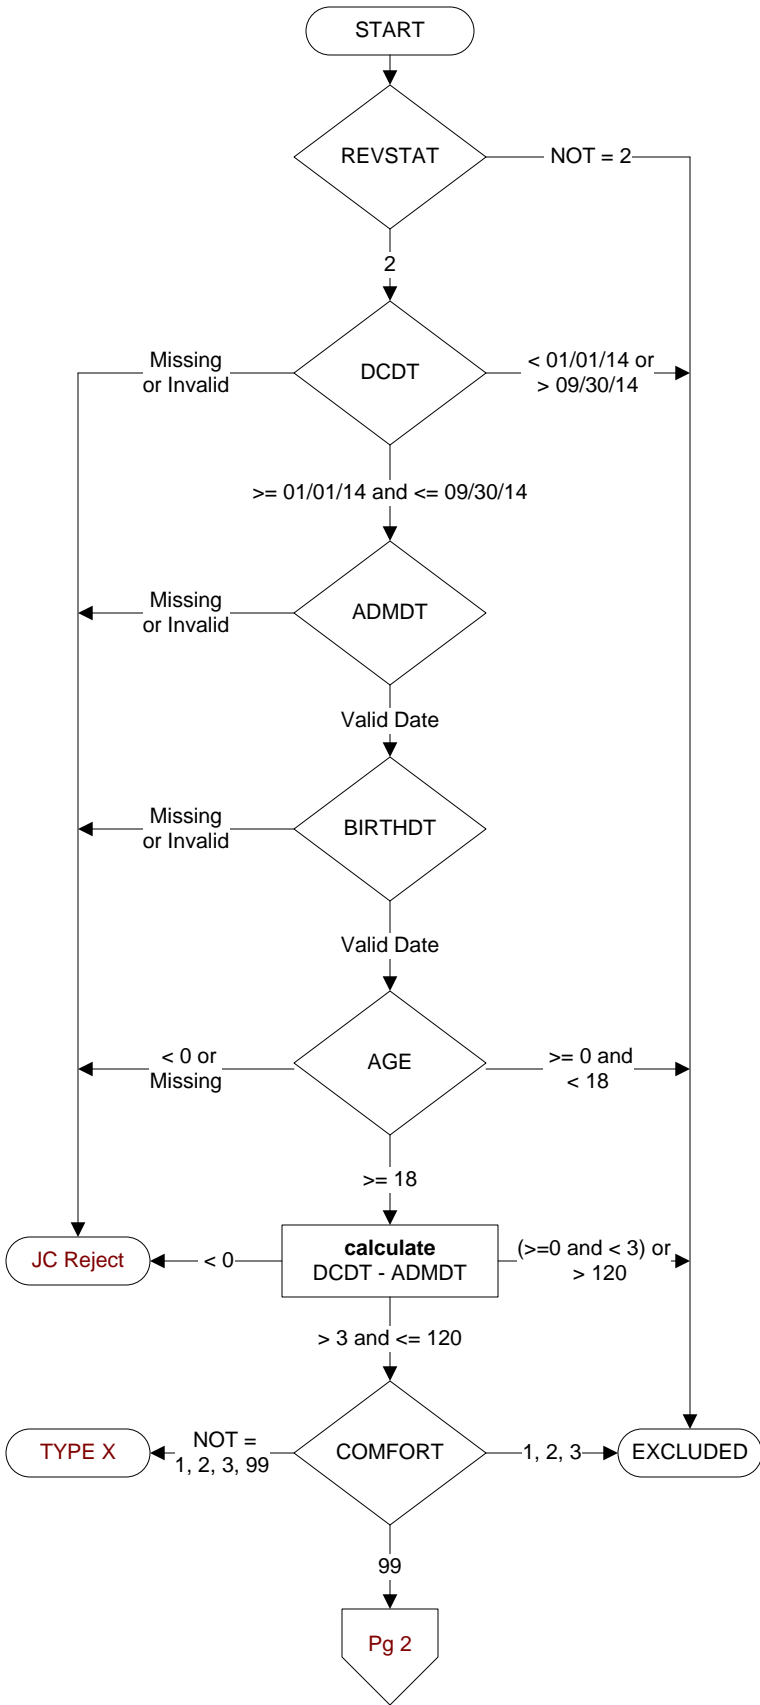 START
REVSTAT
NOT = 2
2
Missing
or Invalid
DCDT
< 01/01/14 or
> 09/30/14
>= 01/01/14 and <= 09/30/14
Missing
or Invalid
ADMDT
Valid Date
Missing
or Invalid
BIRTHDT
Valid Date
< 0 or
Missing
AGE
>= 0 and
< 18
>= 18
JC Reject
< 0
calculate
DCDT - ADMDT
(>=0 and < 3) or
> 120
> 3 and <= 120
TYPE X
NOT =
1, 2, 3, 99
COMFORT
1, 2, 3
EXCLUDED
99
Pg 2